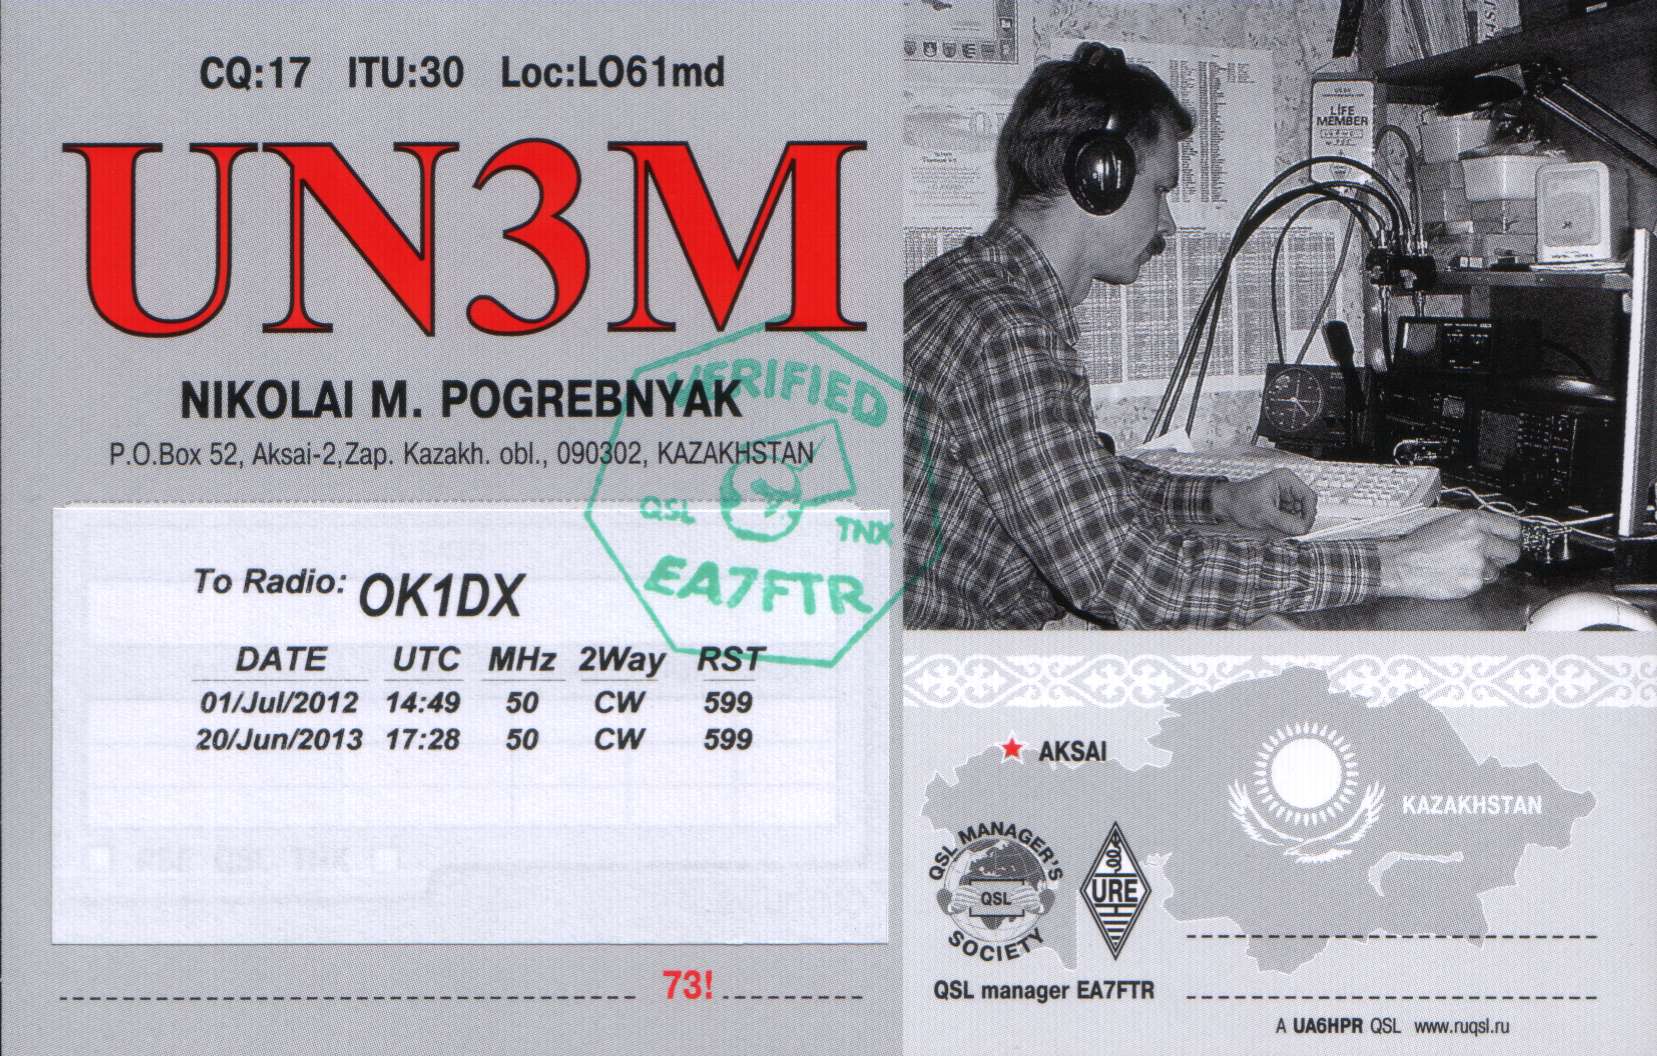 CQ:17 ITU:30 Loc:LO61md
UN3M
NIKOLAI M. POGREBNYAK
P.O.Box 52, Aksai-2,Zap. Kazakh. obl., 090302, KAZAKHSTAN
VERIFIED
QSL TNX
EA7FTR
To Radio: OK1DX
DATE UTC MHz 2Way RST
01/Jul/2012 14:49 50 CW 599
20/Jun/2013 17:28 50 CW 599
73!
LIFE
MEMBER
AKSAI
KAZAKHSTAN
QSL MANAGER'S
QSL
SOCIETY
URE
QSL manager EA7FTR
A UA6HPR QSL www.ruqsl.ru